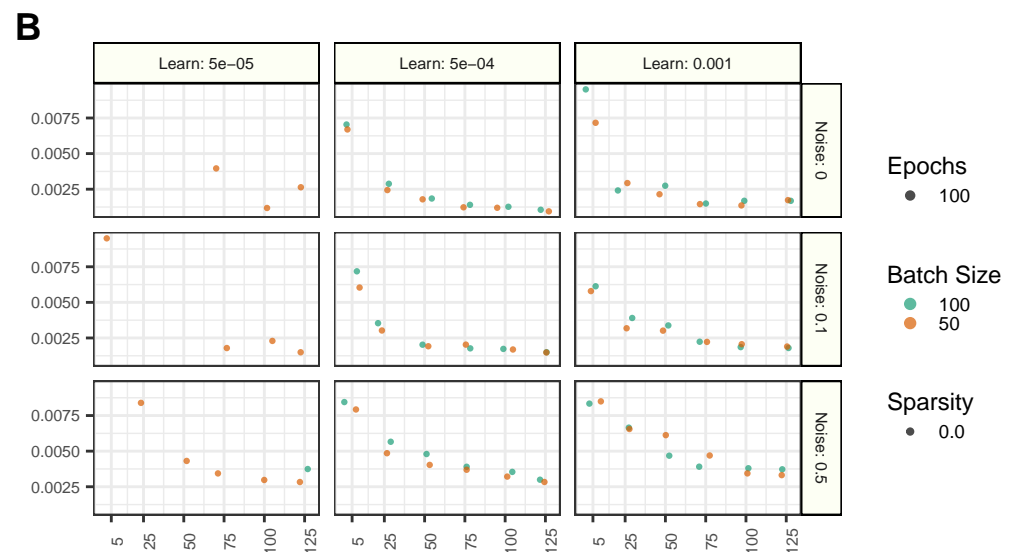 B
Learn: 5e−05
Learn: 5e−04
Learn: 0.001
0.0075
0.0050
0.0025
Noise: 0
0.0075
0.0050
0.0025
Noise: 0.1
0.0075
0.0050
0.0025
Noise: 0.5
5 25 50 75 100 125
5 25 50 75 100 125
5 25 50 75 100 125
Epochs
100
Batch Size
100
50
Sparsity
0.0